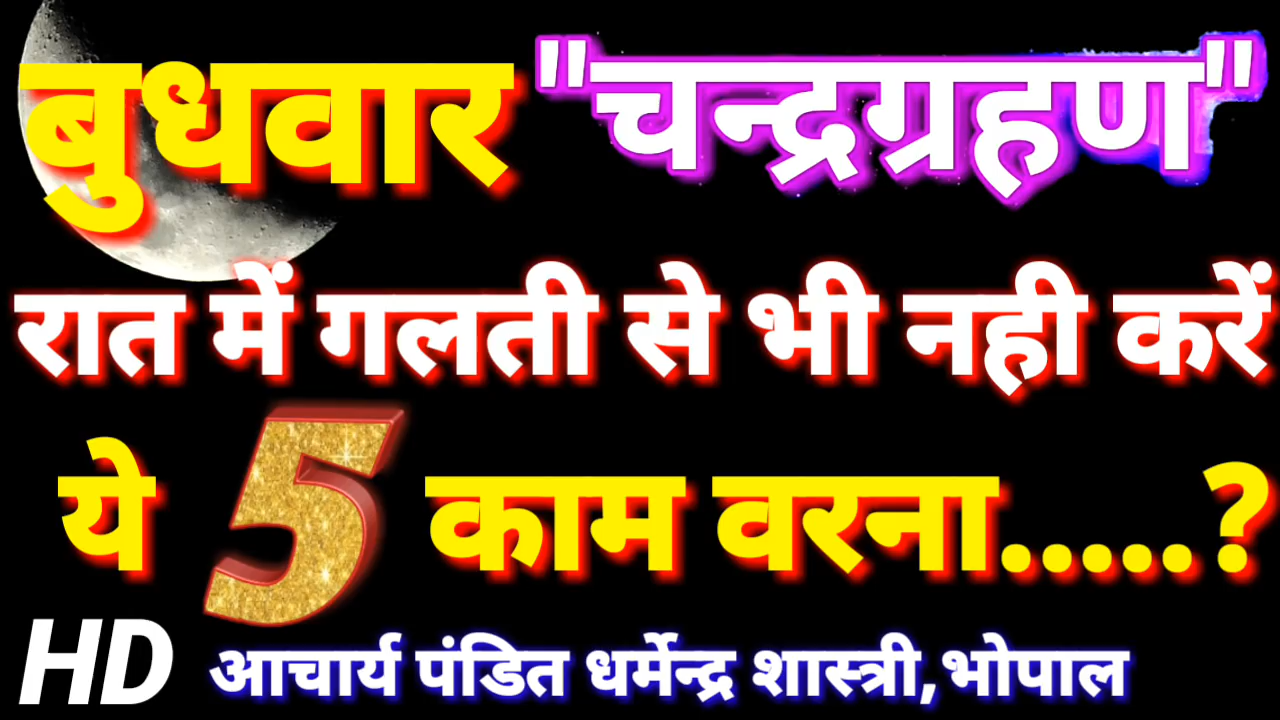 बुधवार "चन्द्रग्रहण"
रात में गलती से भी नही करें
ये 5 काम वरना.....?
HD आचार्य पंडित धर्मेन्द्र शास्त्री,भोपाल